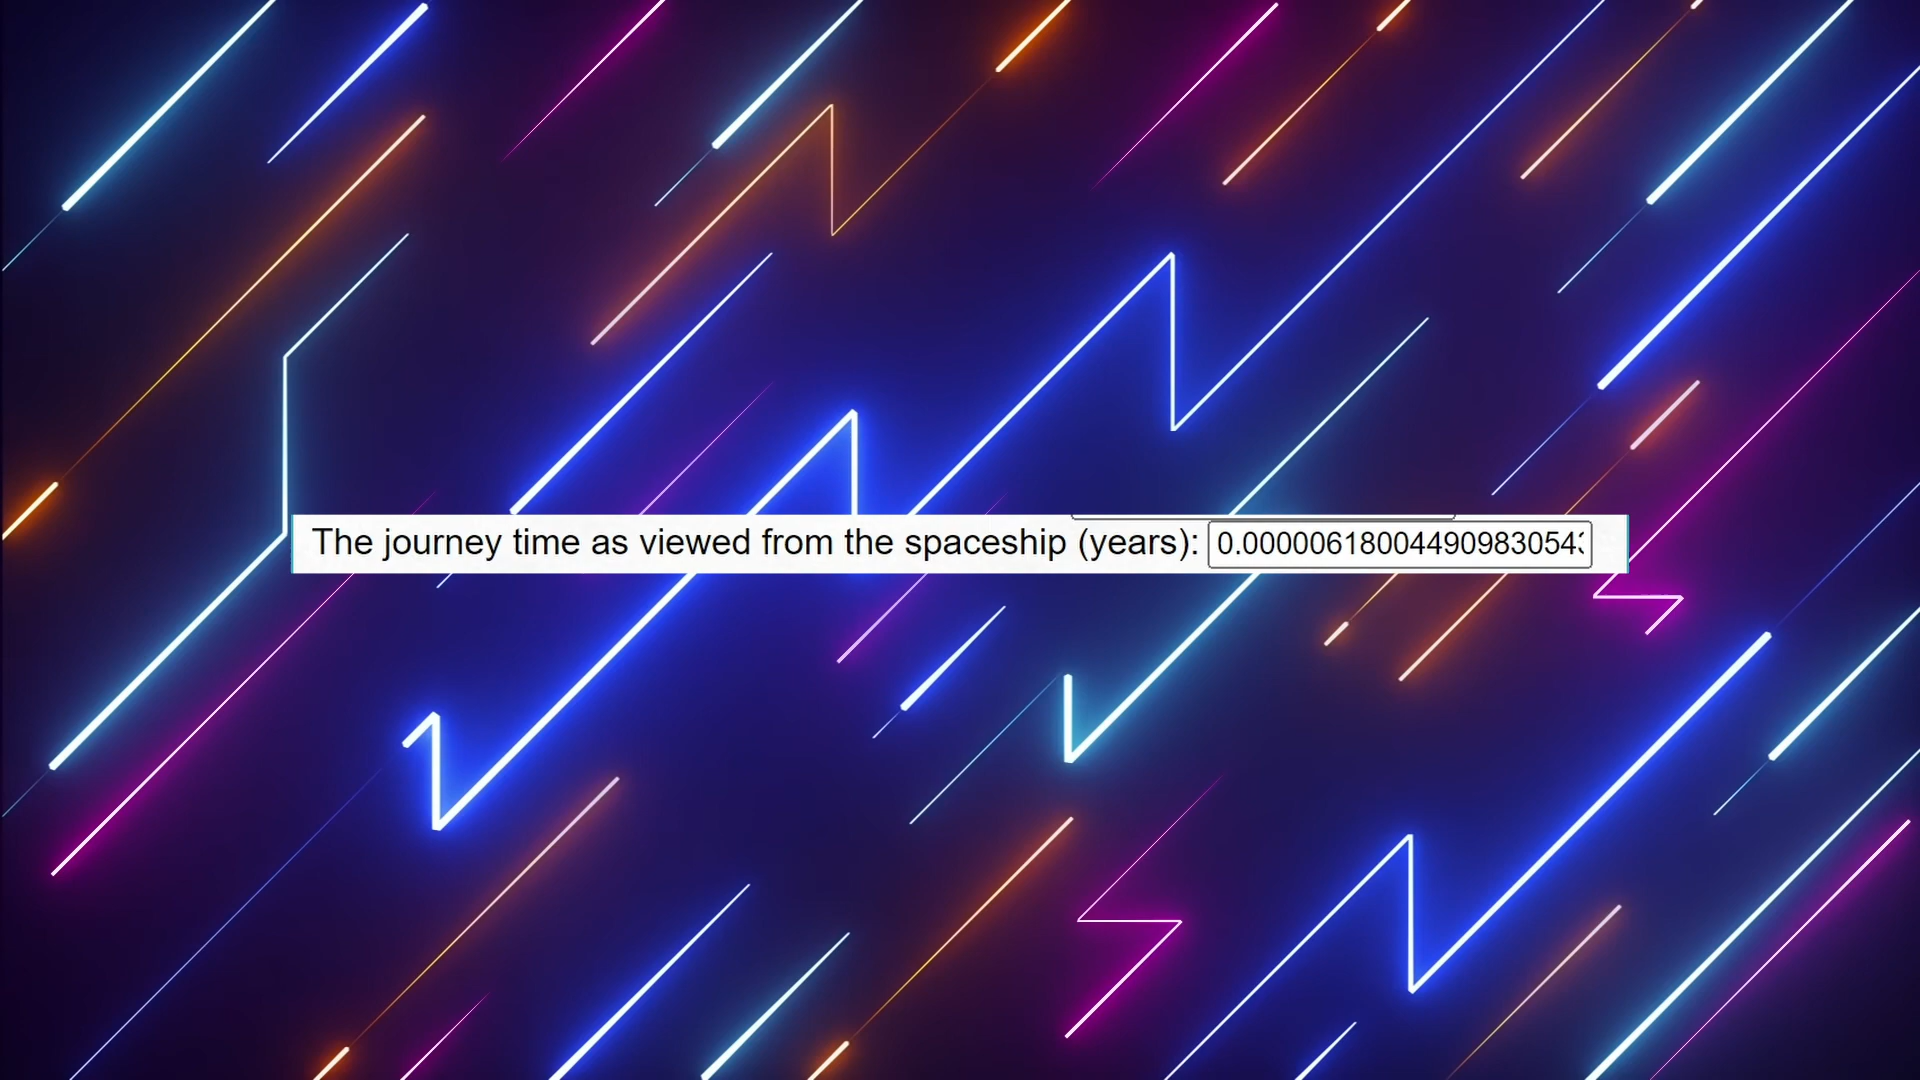 The journey time as viewed from the spaceship (years): 0.00000618004490983054